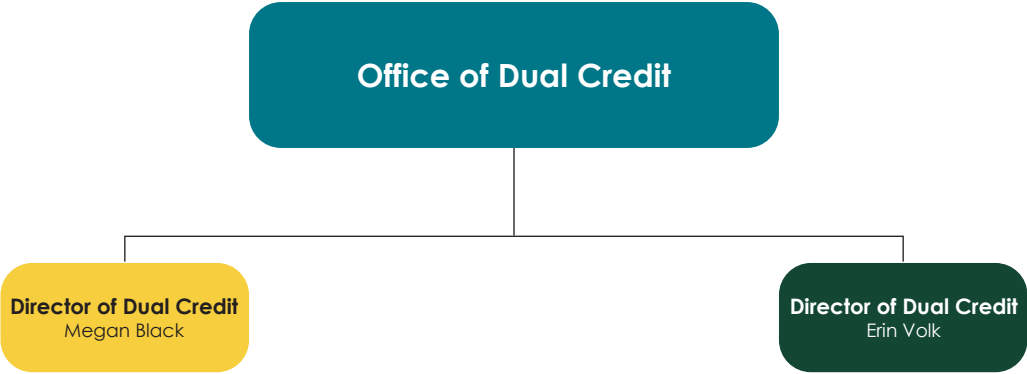 Office of Dual Credit
Director of Dual Credit
Megan Black
Director of Dual Credit
Erin Volk